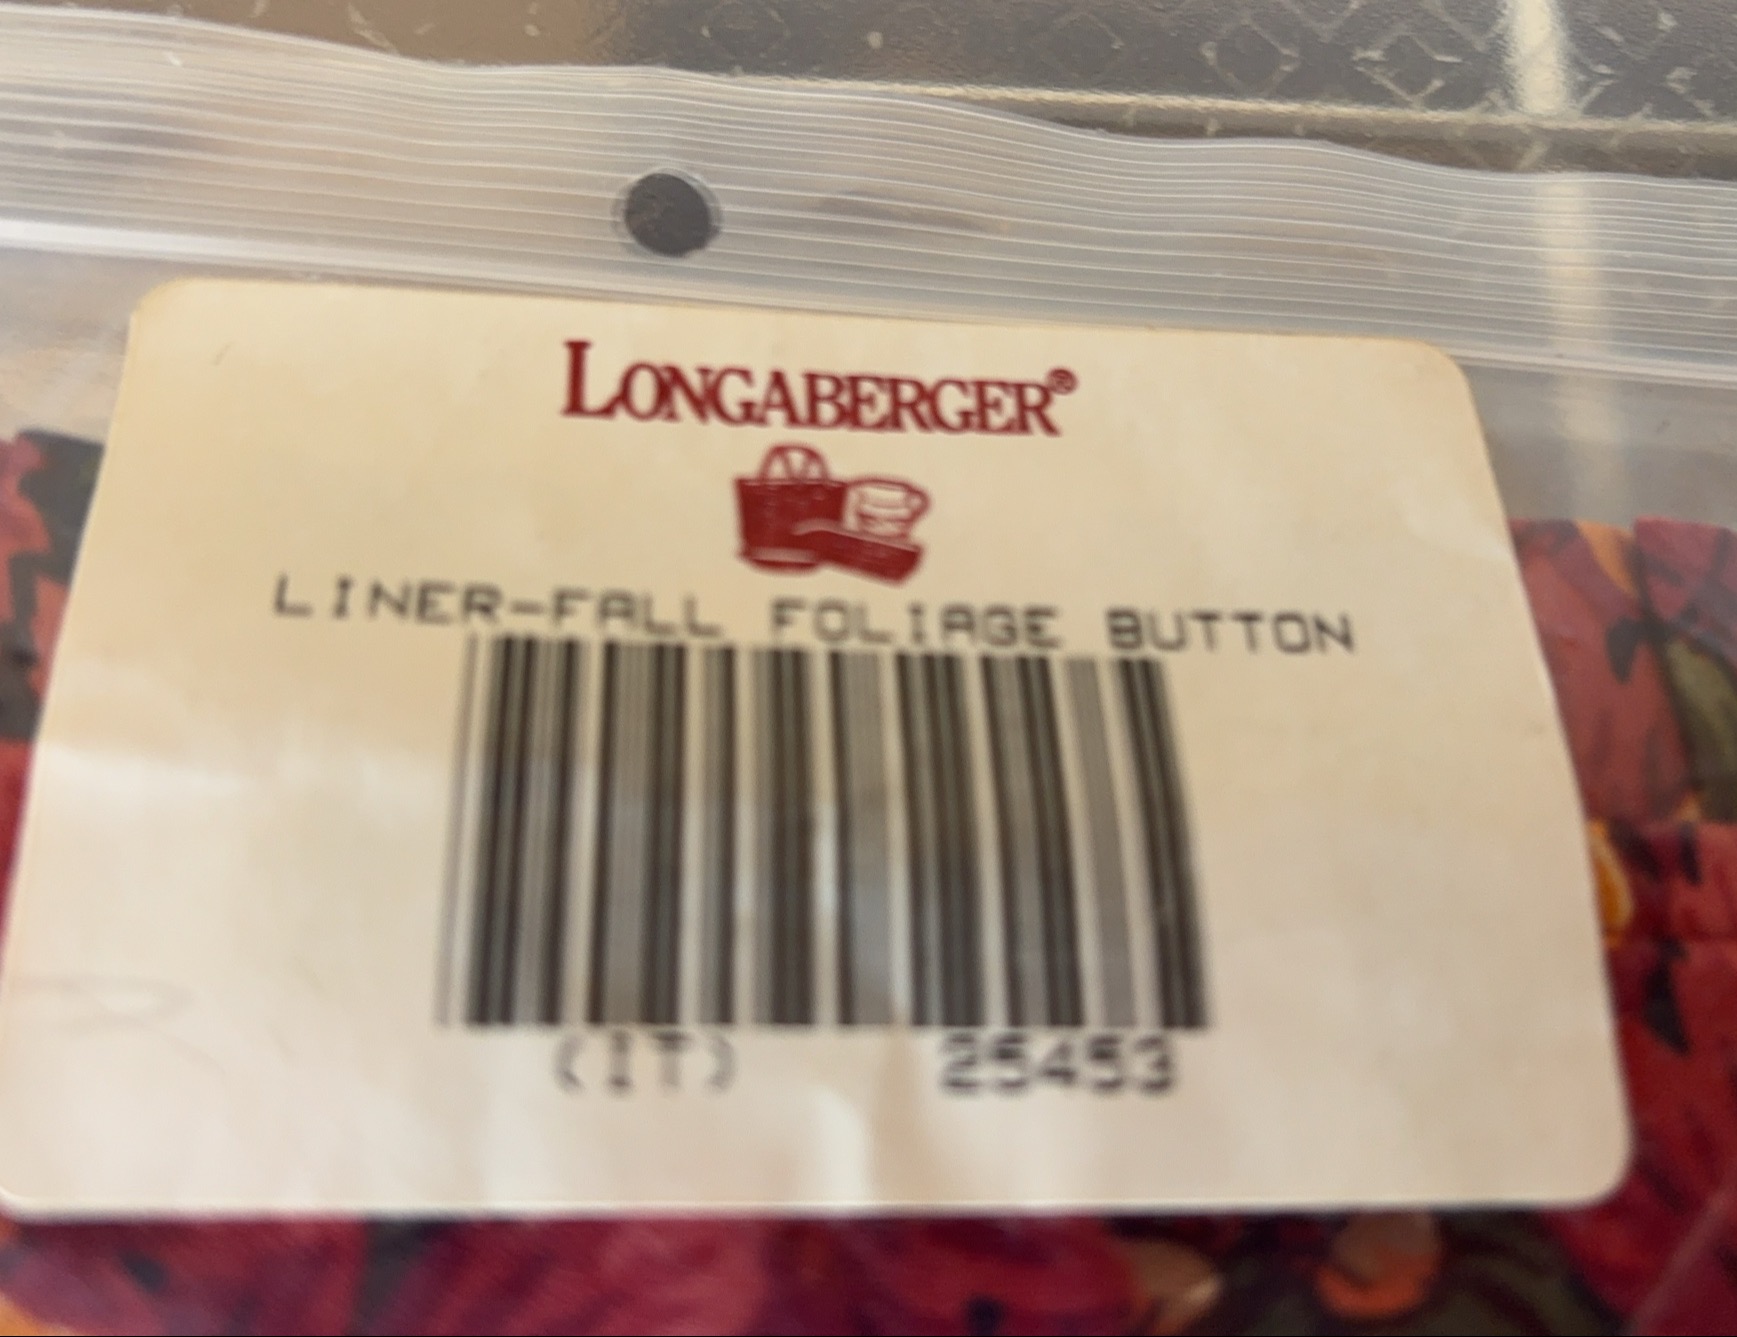 LONGABERGER®
LINER-FALL FOLIAGE BUTTON
(IT) 25453